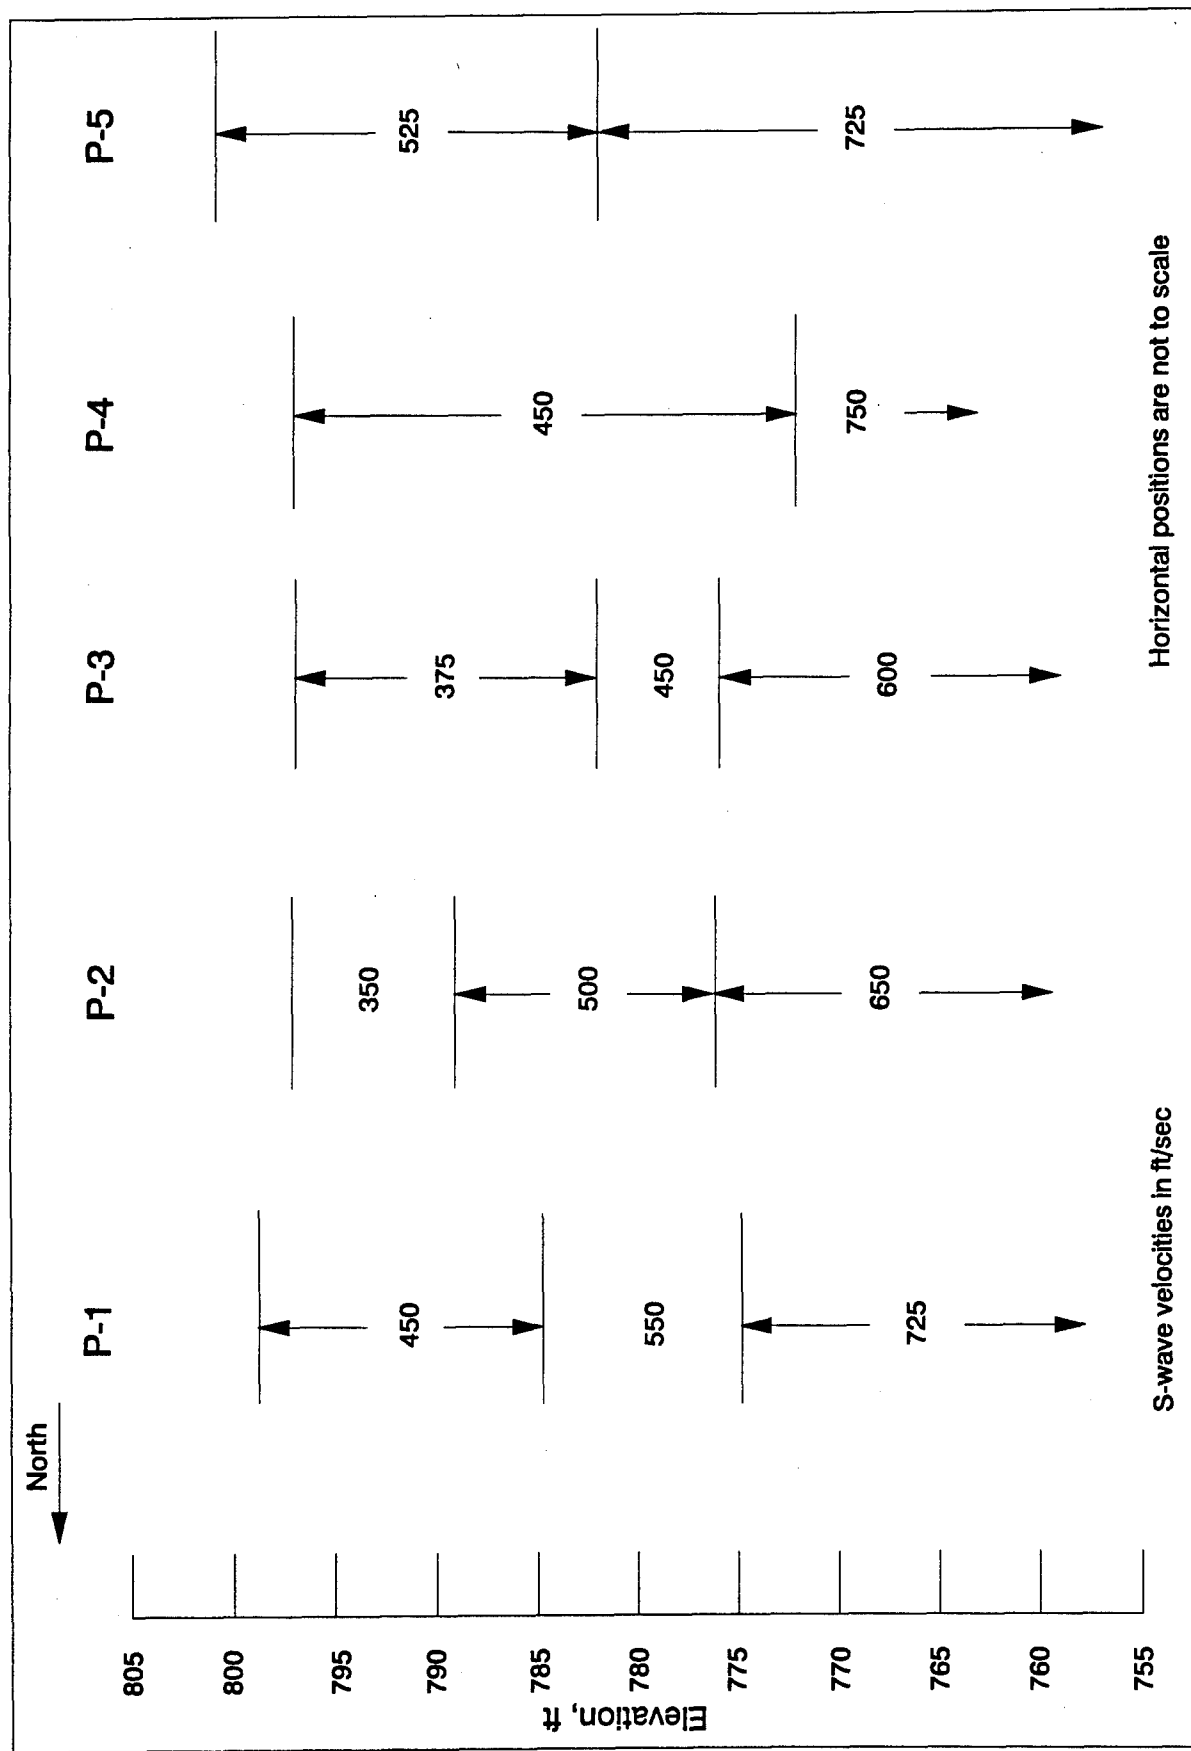 North
P-1
P-2
P-3
P-4
P-5
805
800
795
790
785
780
775
770
765
760
755
Elevation, ft
450
550
725
350
500
650
375
450
600
450
750
525
725
S-wave velocities in ft/sec
Horizontal positions are not to scale